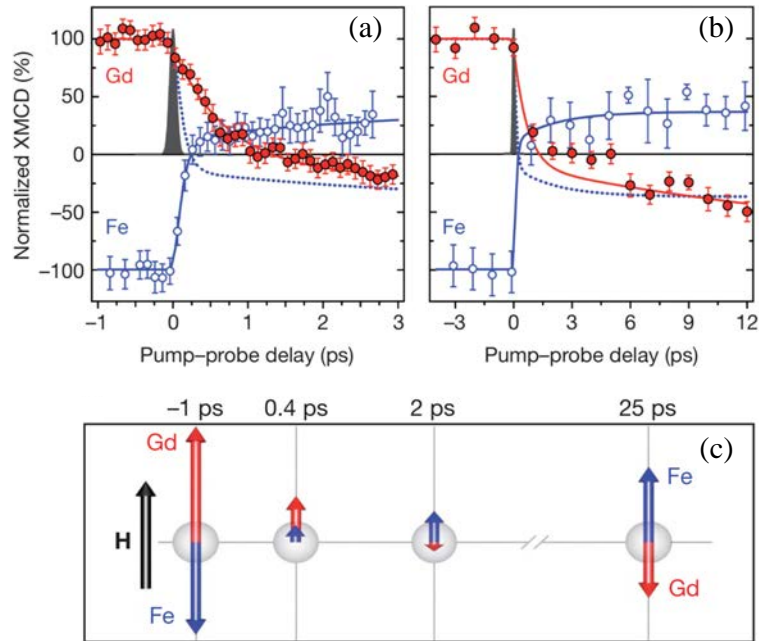 (a)
(b)
Normalized XMCD (%)
100
50
0
−50
−100
Gd
Fe
Gd
Fe
−1 0 1 2 3
−3 0 3 6 9 12
Pump–probe delay (ps)
Pump–probe delay (ps)
−1 ps 0.4 ps 2 ps 25 ps
(c)
Gd
Fe
H
Fe
Gd